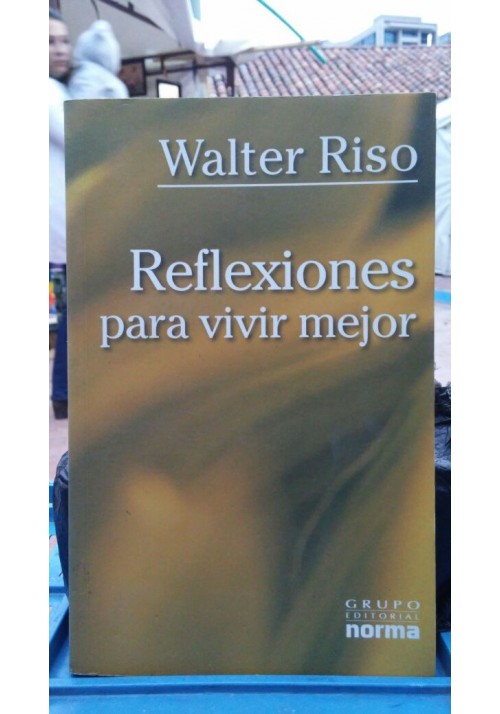 Walter Riso
Reflexiones
para vivir mejor
GRUPO
EDITORIAL
norma